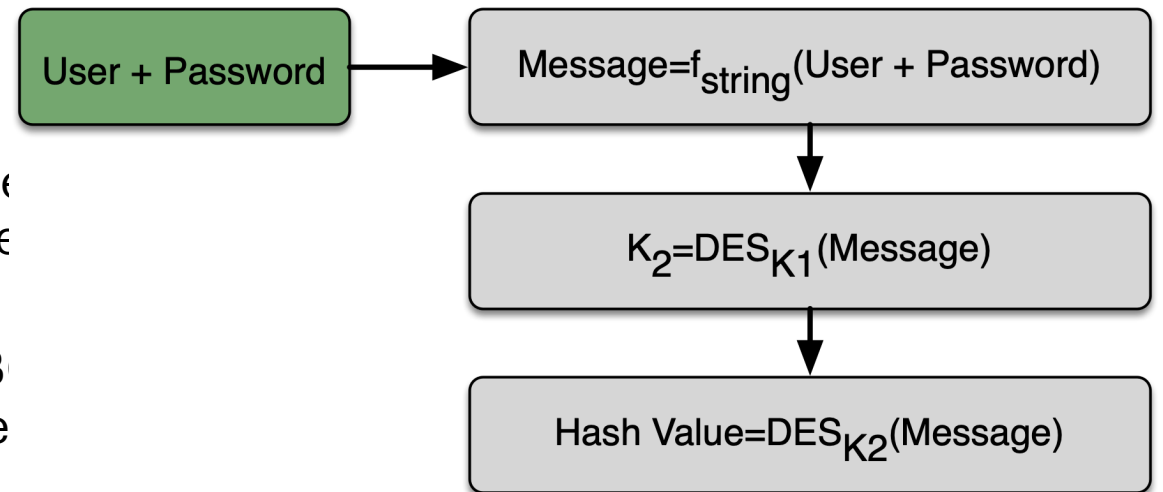 User + Password
Message=fstring(User + Password)
K2=DESK1(Message)
Hash Value=DESK2(Message)